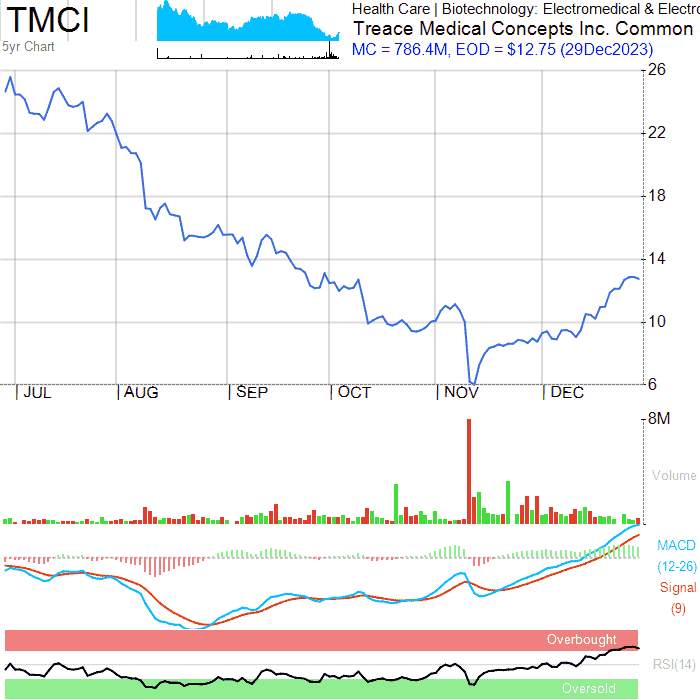 TMCI
5yr Chart
Health Care | Biotechnology: Electromedical & Electro
Treace Medical Concepts Inc. Common
MC = 786.4M, EOD = $12.75 (29Dec2023)
26
22
18
14
10
6
JUL AUG SEP OCT NOV DEC
8M
Volume
MACD
(12-26)
Signal
(9)
Overbought
RSI(14)
Oversold